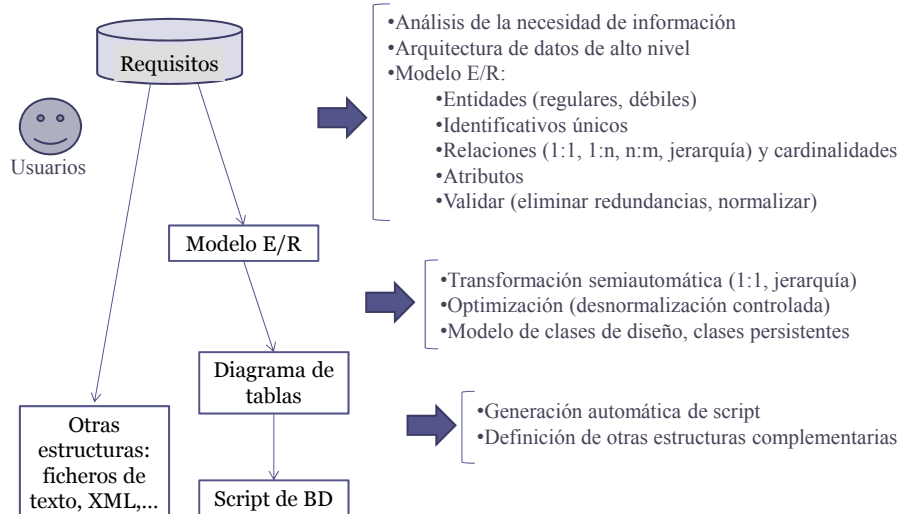 Requisitos
Usuarios
•Análisis de la necesidad de información
•Arquitectura de datos de alto nivel
•Modelo E/R:
•Entidades (regulares, débiles)
•Identificativos únicos
•Relaciones (1:1, 1:n, n:m, jerarquía) y cardinalidades
•Atributos
•Validar (eliminar redundancias, normalizar)
Modelo E/R
•Transformación semiautomática (1:1, jerarquía)
•Optimización (desnormalización controlada)
•Modelo de clases de diseño, clases persistentes
Diagrama de
tablas
•Generación automática de script
•Definición de otras estructuras complementarias
Otras
estructuras:
ficheros de
texto, XML,...
Script de BD